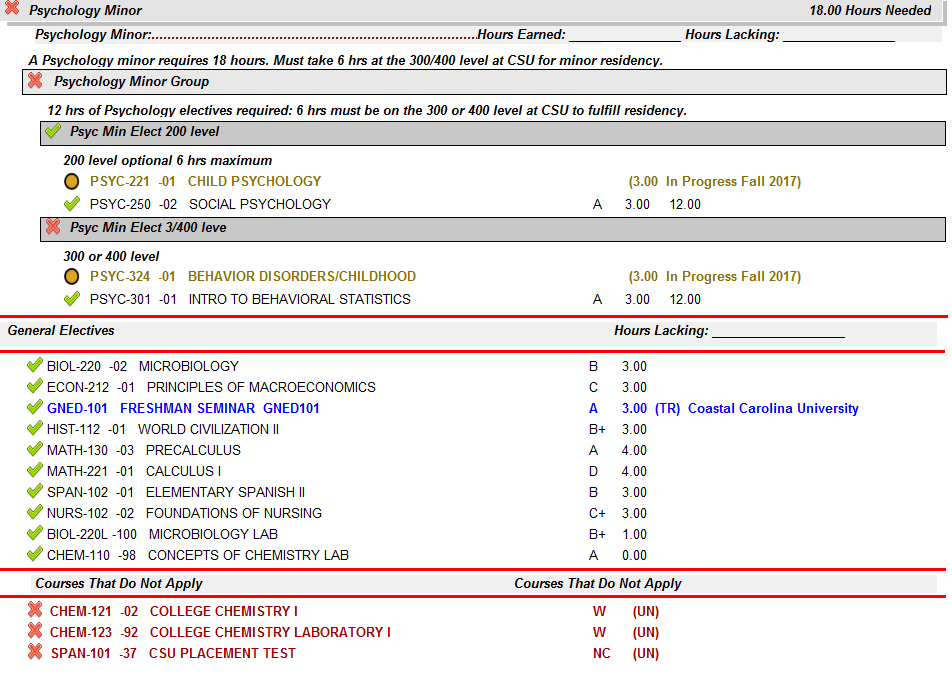 Psychology Minor 18.00 Hours Needed
Psychology Minor:.............................................................................Hours Earned: _______________ Hours Lacking: _______________
A Psychology minor requires 18 hours. Must take 6 hrs at the 300/400 level at CSU for minor residency.
Psychology Minor Group
12 hrs of Psychology electives required: 6 hrs must be on the 300 or 400 level at CSU to fulfill residency.
Psyc Min Elect 200 level
200 level optional 6 hrs maximum
PSYC-221 -01 CHILD PSYCHOLOGY (3.00 In Progress Fall 2017)
PSYC-250 -02 SOCIAL PSYCHOLOGY A 3.00 12.00
Psyc Min Elect 3/400 leve
300 or 400 level
PSYC-324 -01 BEHAVIOR DISORDERS/CHILDHOOD (3.00 In Progress Fall 2017)
PSYC-301 -01 INTRO TO BEHAVIORAL STATISTICS A 3.00 12.00
General Electives Hours Lacking: __________________
BIOL-220 -02 MICROBIOLOGY B 3.00
ECON-212 -01 PRINCIPLES OF MACROECONOMICS C 3.00
GNED-101 FRESHMAN SEMINAR GNED101 A 3.00 (TR) Coastal Carolina University
HIST-112 -01 WORLD CIVILIZATION II B+ 3.00
MATH-130 -03 PRECALCULUS A 4.00
MATH-221 -01 CALCULUS I D 4.00
SPAN-102 -01 ELEMENTARY SPANISH II B 3.00
NURS-102 -02 FOUNDATIONS OF NURSING C+ 3.00
BIOL-220L -100 MICROBIOLOGY LAB B+ 1.00
CHEM-110 -98 CONCEPTS OF CHEMISTRY LAB A 0.00
Courses That Do Not Apply Courses That Do Not Apply
CHEM-121 -02 COLLEGE CHEMISTRY I W (UN)
CHEM-123 -92 COLLEGE CHEMISTRY LABORATORY I W (UN)
SPAN-101 -37 CSU PLACEMENT TEST NC (UN)